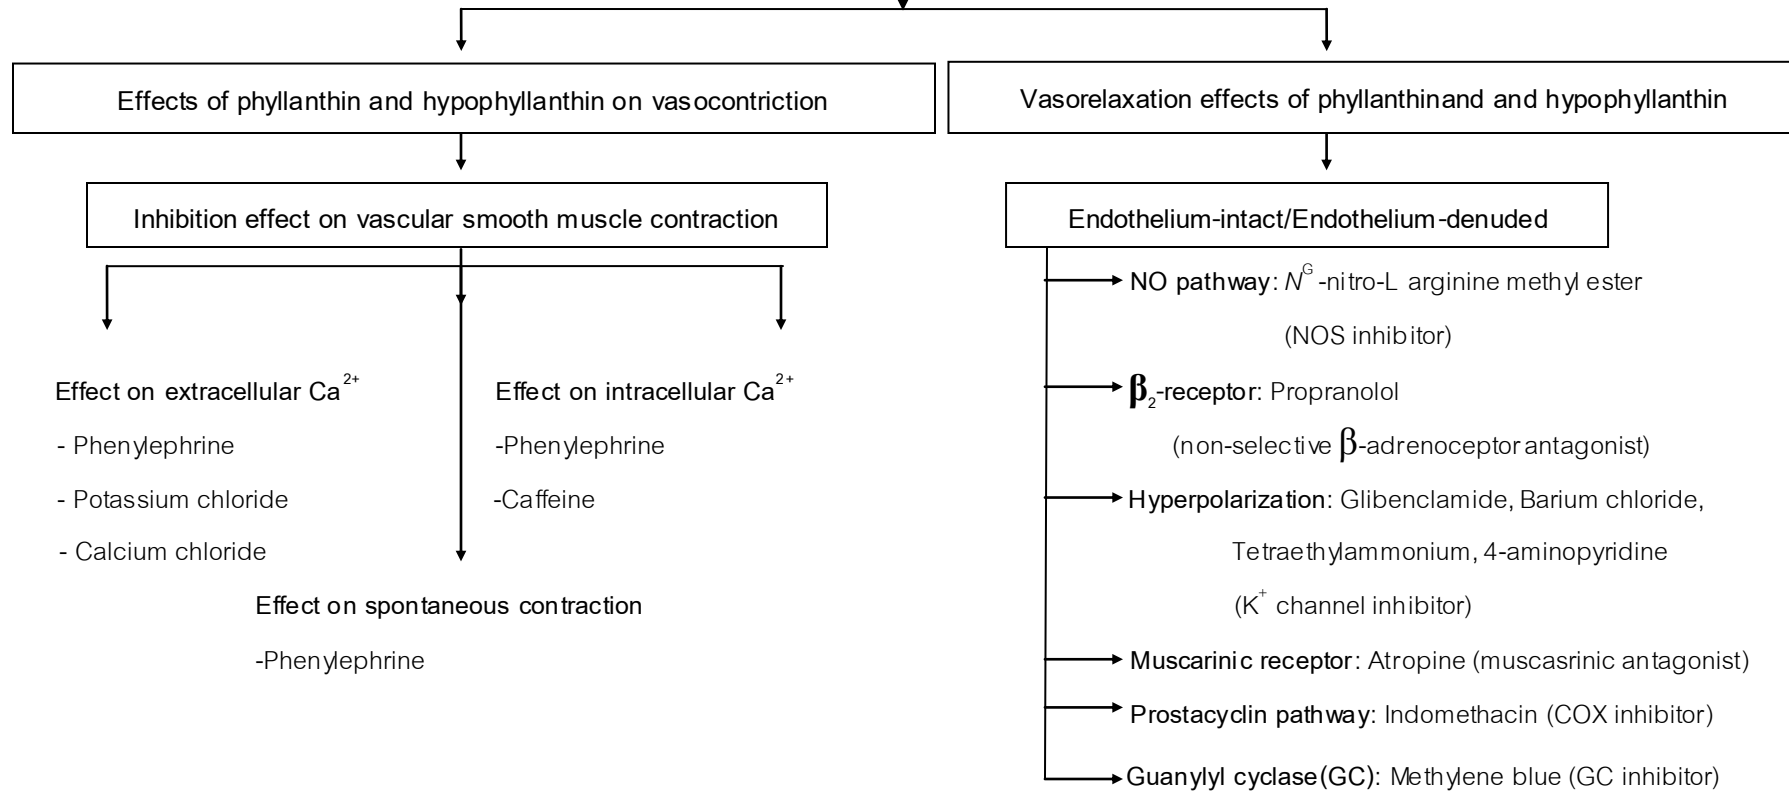 Effects of phyllanthin and hypophyllanthin on vasocontriction
Vasorelaxation effects of phyllanthinand and hypophyllanthin
Inhibition effect on vascular smooth muscle contraction
Effect on extracellular Ca²⁺
- Phenylephrine
- Potassium chloride
- Calcium chloride
Effect on intracellular Ca²⁺
-Phenylephrine
-Caffeine
Effect on spontaneous contraction
-Phenylephrine
Endothelium-intact/Endothelium-denuded
NO pathway: Nᴳ -nitro-L arginine methyl ester
(NOS inhibitor)
β₂-receptor: Propranolol
(non-selective β-adrenoceptor antagonist)
Hyperpolarization: Glibenclamide, Barium chloride,
Tetraethylammonium, 4-aminopyridine
(K⁺ channel inhibitor)
Muscarinic receptor: Atropine (muscasrinic antagonist)
Prostacyclin pathway: Indomethacin (COX inhibitor)
Guanylyl cyclase(GC): Methylene blue (GC inhibitor)